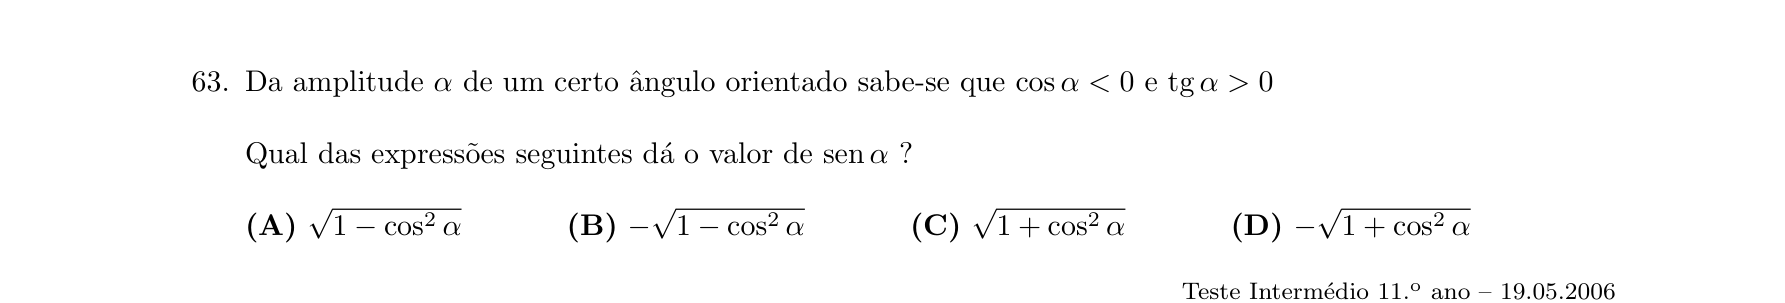 63. Da amplitude α de um certo ângulo orientado sabe-se que cos α < 0 e tg α > 0
Qual das expressões seguintes dá o valor de sen α ?
(A) √(1 − cos² α) (B) −√(1 − cos² α) (C) √(1 + cos² α) (D) −√(1 + cos² α)
Teste Intermédio 11.º ano – 19.05.2006